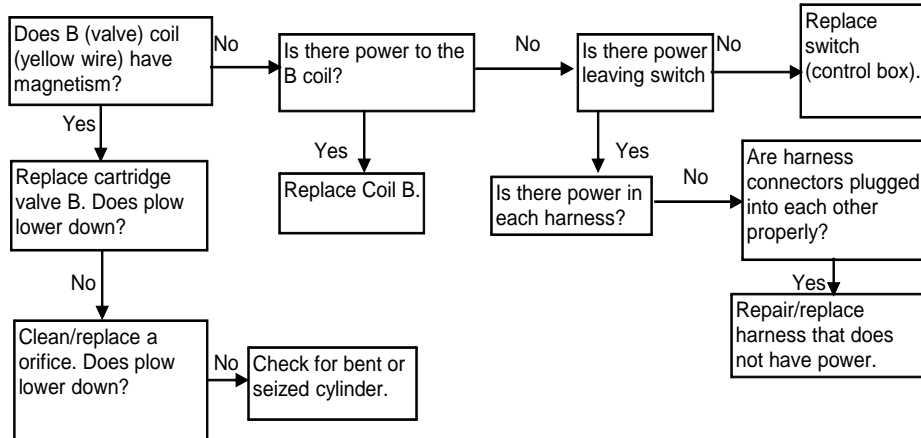 Does B (valve) coil
(yellow wire) have
magnetism?
No
Is there power to the
B coil?
No
Is there power
leaving switch
No
Replace
switch
(control box).
Yes
Yes
Yes
Replace cartridge
valve B. Does plow
lower down?
Replace Coil B.
Is there power in
each harness?
No
Are harness
connectors plugged
into each other
properly?
No
Yes
Clean/replace a
orifice. Does plow
lower down?
No
Check for bent or
seized cylinder.
Repair/replace
harness that does
not have power.